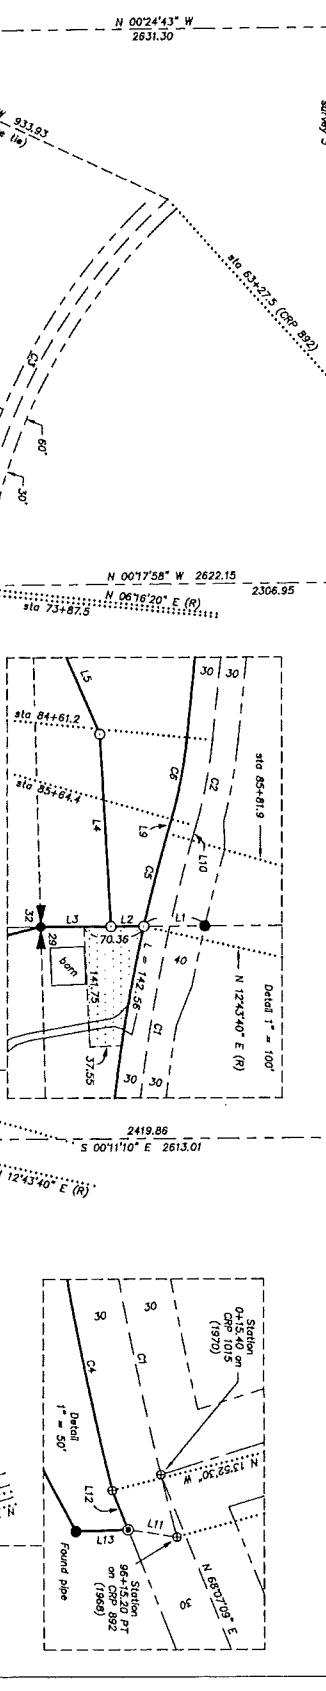 N 00°24'43" W
2631.30
survey
W 933.93
(tie)
sta 63+27.5 (CRP 892)
C3
60'
30'
N 00°17'58" W 2622.15
2306.95
N 06°16'20" E (R)
sta 73+87.5
30 30
L5
C6
C2
sta 84+61.2
sta 85+81.9
sta 85+64.4
L9
L10
L4
C5
L3
L2
L1
32
29
70.36
barn
141.75
L = 142.56
37.55
40
C1
N 12°43'40" E (R)
Detail 1" = 100'
30 30
2419.86
S 00°11'10" E 2613.01
12°43'40" E (R)
30
30
Station
0+15.40 on
CRP 1015
(1970)
C1
C4
Detail
1" = 50'
N 13°52'30" W
L12
L11
L13
N 68°07'09" E
30
Station
96+15.20 PT
on CRP 892
(1968)
Found pipe
N